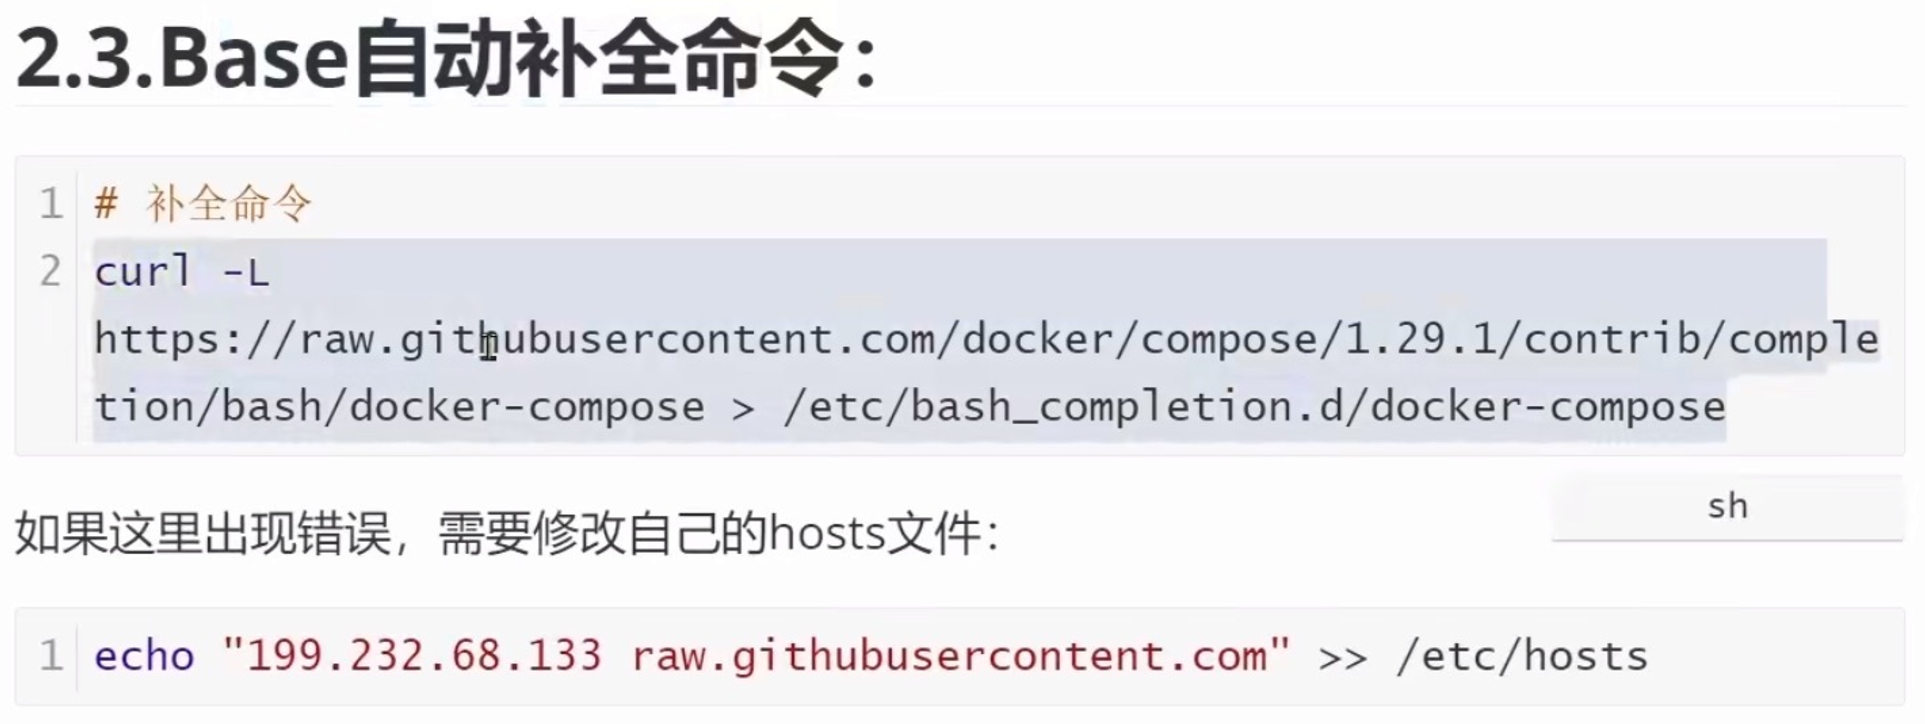 2.3.Base自动补全命令：
1 # 补全命令
2 curl -L
https://raw.githubusercontent.com/docker/compose/1.29.1/contrib/comple
tion/bash/docker-compose > /etc/bash_completion.d/docker-compose
sh
如果这里出现错误，需要修改自己的hosts文件：
1 echo "199.232.68.133 raw.githubusercontent.com" >> /etc/hosts